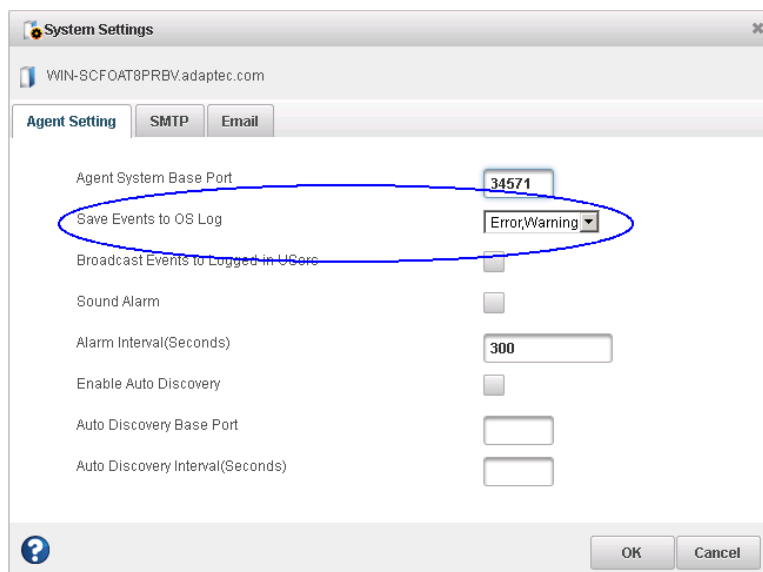 System Settings
WIN-SCFOAT8PRBV.adaptec.com
Agent Setting SMTP Email
Agent System Base Port 34571
Save Events to OS Log Error,Warning
Broadcast Events to Logged-in USers
Sound Alarm
Alarm Interval(Seconds) 300
Enable Auto Discovery
Auto Discovery Base Port
Auto Discovery Interval(Seconds)
? OK Cancel